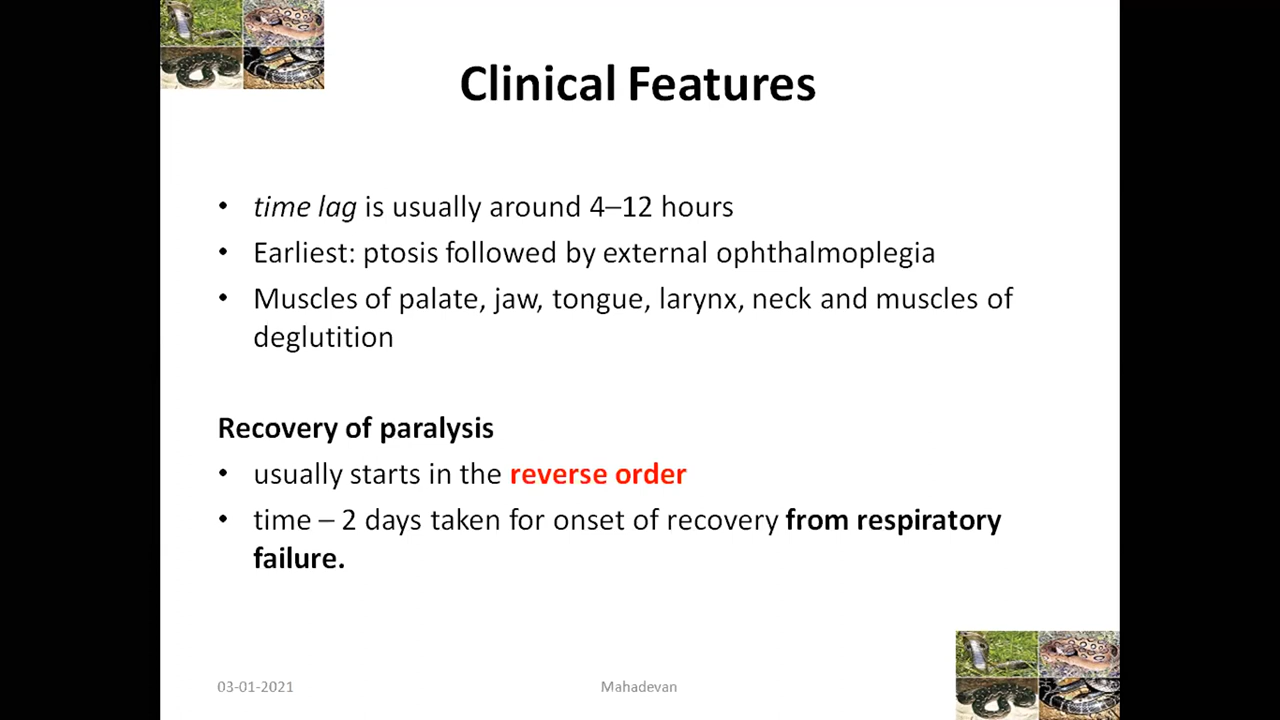 Clinical Features
• time lag is usually around 4–12 hours
• Earliest: ptosis followed by external ophthalmoplegia
• Muscles of palate, jaw, tongue, larynx, neck and muscles of
deglutition
Recovery of paralysis
• usually starts in the reverse order
• time – 2 days taken for onset of recovery from respiratory
failure.
03-01-2021
Mahadevan